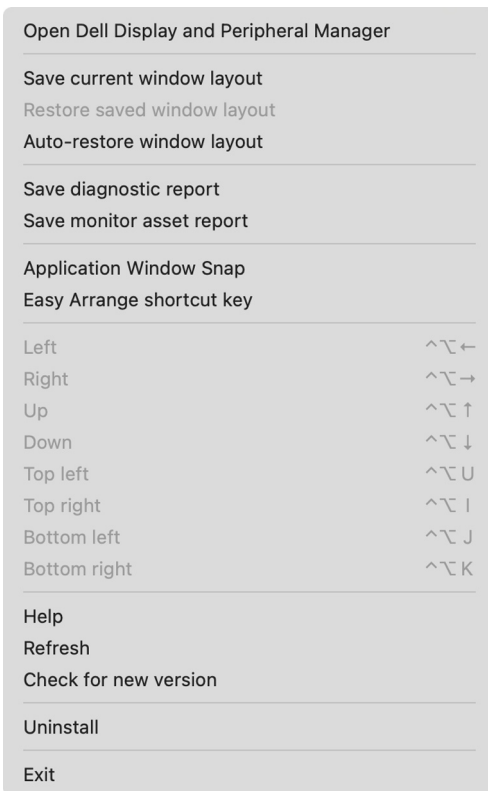 Open Dell Display and Peripheral Manager
Save current window layout
Restore saved window layout
Auto-restore window layout
Save diagnostic report
Save monitor asset report
Application Window Snap
Easy Arrange shortcut key
Left ^⌥←
Right ^⌥→
Up ^⌥↑
Down ^⌥↓
Top left ^⌥U
Top right ^⌥I
Bottom left ^⌥J
Bottom right ^⌥K
Help
Refresh
Check for new version
Uninstall
Exit